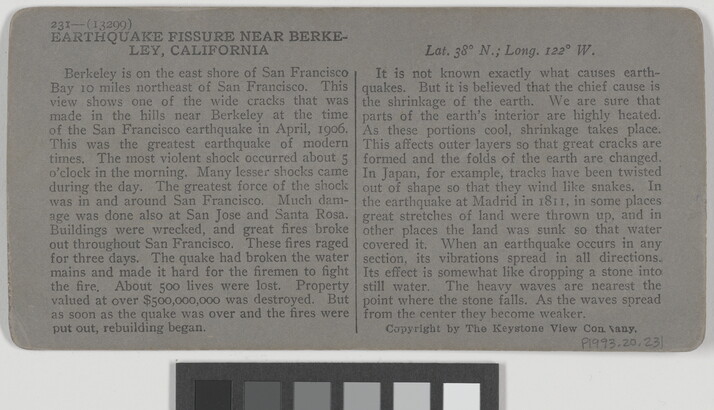 231—(13299)
EARTHQUAKE FISSURE NEAR BERKE-
LEY, CALIFORNIA
Berkeley is on the east shore of San Francisco
Bay 10 miles northeast of San Francisco. This
view shows one of the wide cracks that was
made in the hills near Berkeley at the time
of the San Francisco earthquake in April, 1906.
This was the greatest earthquake of modern
times. The most violent shock occurred about 5
o'clock in the morning. Many lesser shocks came
during the day. The greatest force of the shock
was in and around San Francisco. Much dam-
age was done also at San Jose and Santa Rosa.
Buildings were wrecked, and great fires broke
out throughout San Francisco. These fires raged
for three days. The quake had broken the water
mains and made it hard for the firemen to fight
the fire. About 500 lives were lost. Property
valued at over $500,000,000 was destroyed. But
as soon as the quake was over and the fires were
put out, rebuilding began.
Lat. 38° N.; Long. 122° W.
It is not known exactly what causes earth-
quakes. But it is believed that the chief cause is
the shrinkage of the earth. We are sure that
parts of the earth's interior are highly heated.
As these portions cool, shrinkage takes place.
This affects outer layers so that great cracks are
formed and the folds of the earth are changed.
In Japan, for example, tracks have been twisted
out of shape so that they wind like snakes. In
the earthquake at Madrid in 1811, in some places
great stretches of land were thrown up, and in
other places the land was sunk so that water
covered it. When an earthquake occurs in any
section, its vibrations spread in all directions.
Its effect is somewhat like dropping a stone into
still water. The heavy waves are nearest the
point where the stone falls. As the waves spread
from the center they become weaker.
Copyright by The Keystone View Company.
P1993.20.231